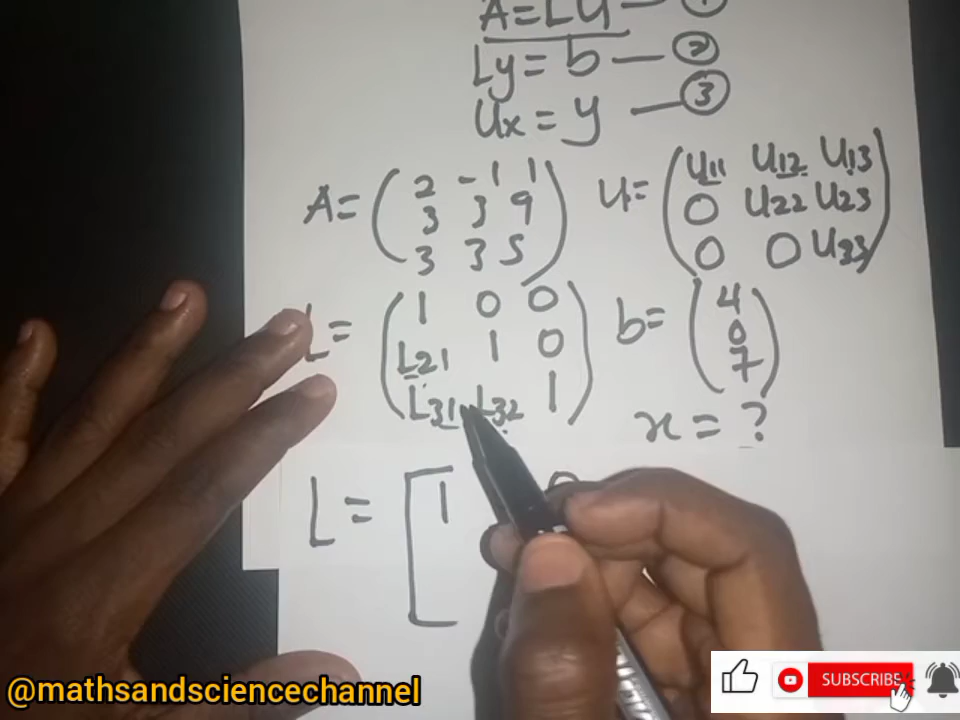 A=LU — ①
Ly = b — ②
Ux = y — ③
A = ( 2 -1 1 U = ( U11 U12 U13
3 3 9 0 U22 U23
3 3 5 ) 0 0 U33 )
L = ( 1 0 0 b = ( 4
L21 1 0 0
L31 L32 1 ) 7 )
x = ?
L = [ 1 0
@mathsandsciencechannel
SUBSCRIBE